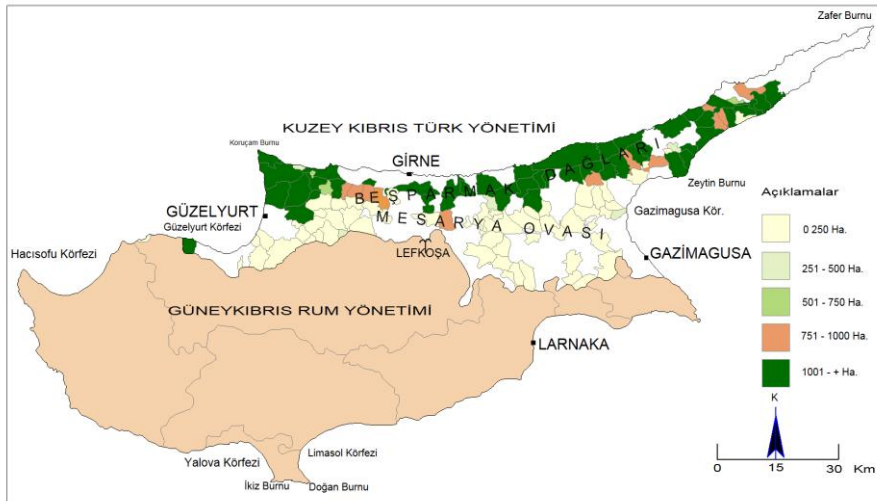 Zafer Burnu
KUZEY KIBRIS TÜRK YÖNETİMİ
Koruçam Burnu
GİRNE
BEŞPARMAK DAĞLARI
Zeytin Burnu
Açıklamalar
GÜZELYURT
MESARYA OVASI
Gazimagusa Kör.
Güzelyurt Körfezi
0 250 Ha.
Hacısofu Körfezi
LEFKOŞA
GAZİMAGUSA
251 - 500 Ha.
501 - 750 Ha.
GÜNEYKIBRIS RUM YÖNETİMİ
751 - 1000 Ha.
LARNAKA
1001 - + Ha.
K
Yalova Körfezi
Limasol Körfezi
İkiz Burnu
Doğan Burnu
0 15 30 Km